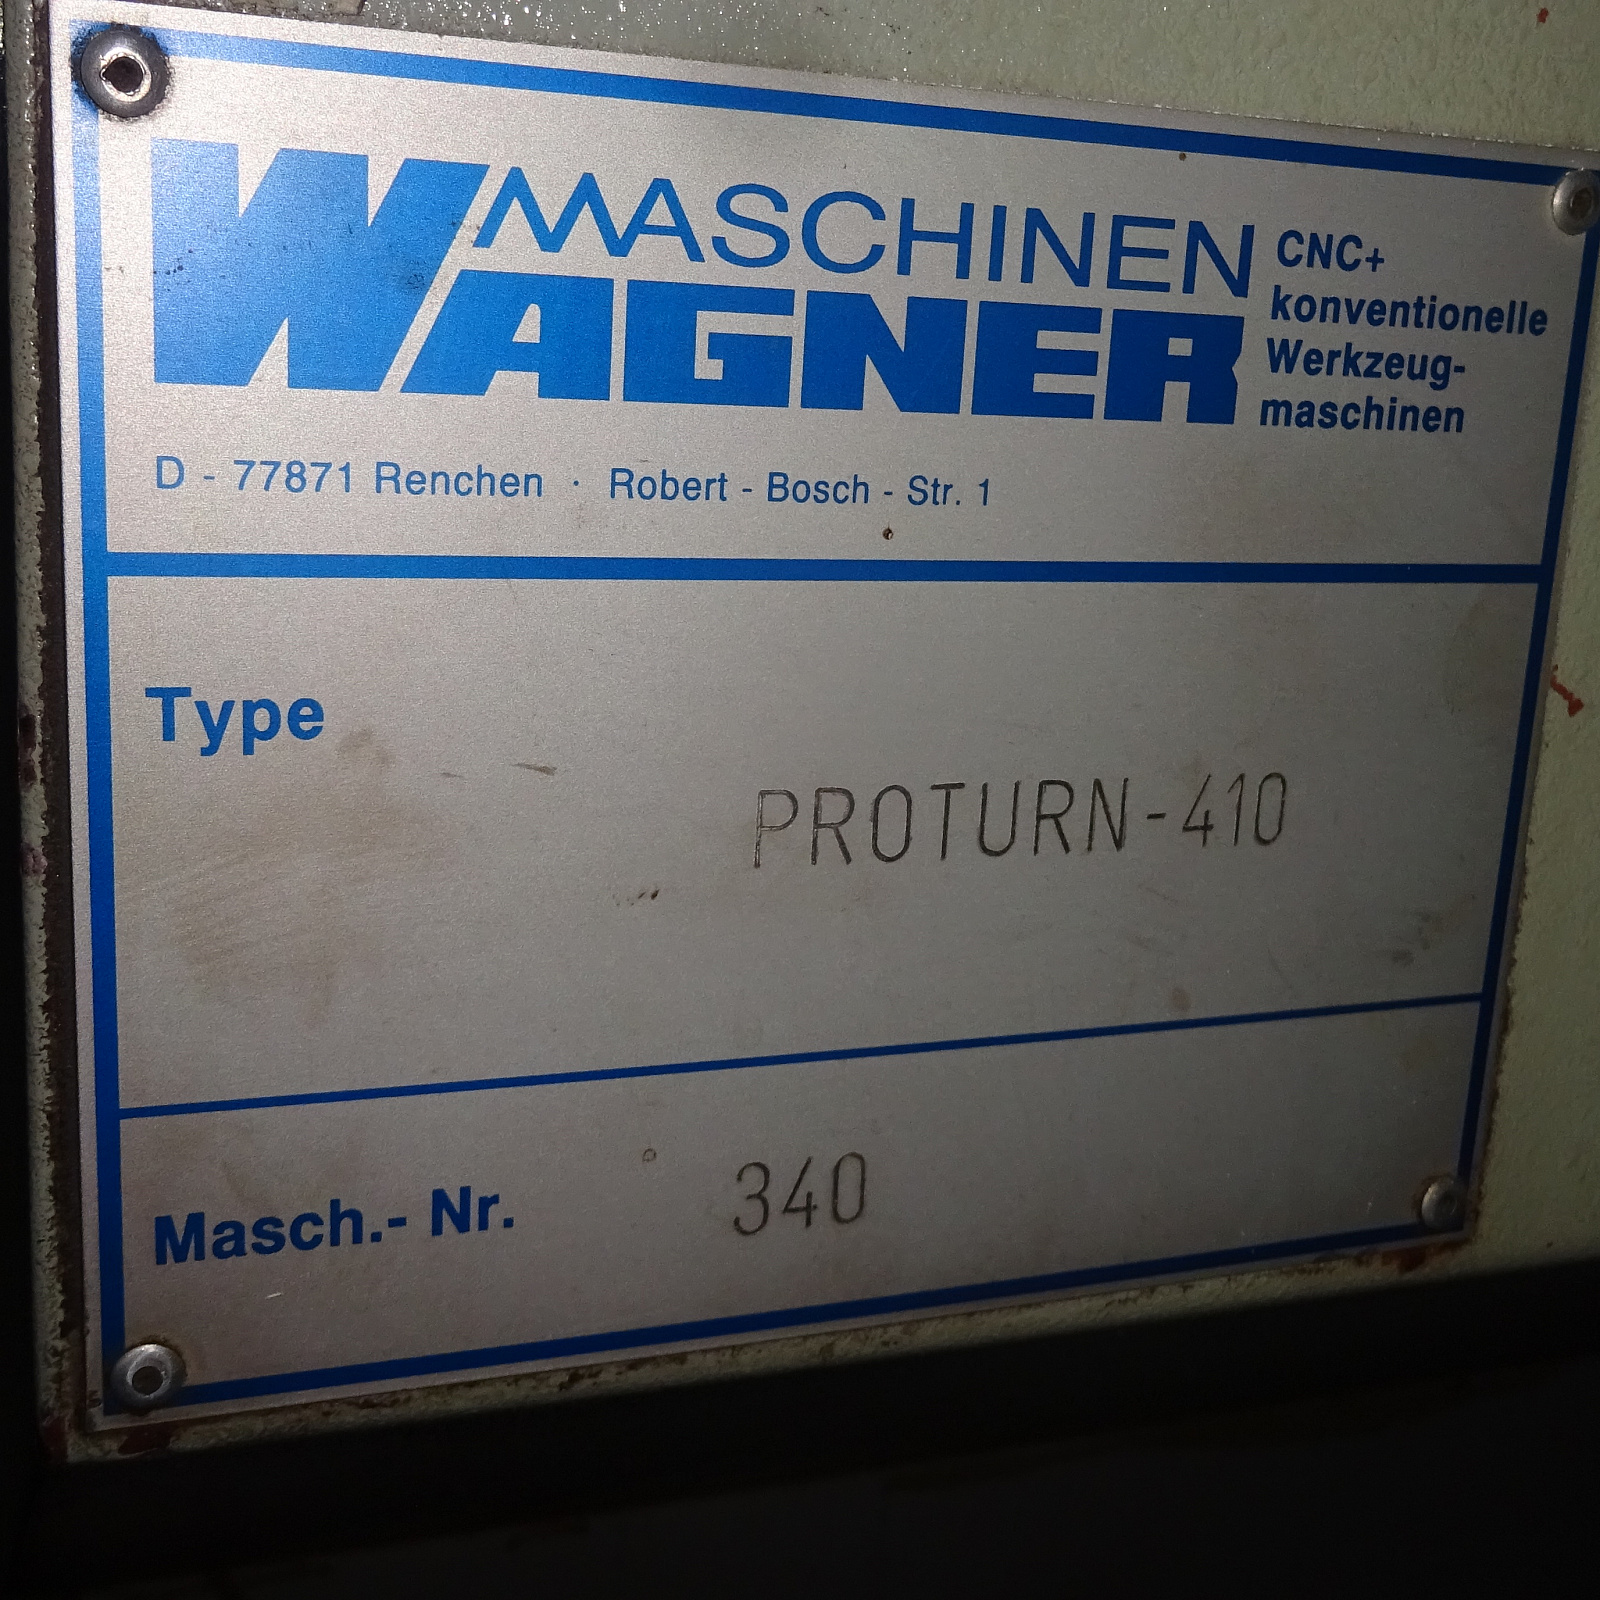 MASCHINEN
WAGNER
CNC+
konventionelle
Werkzeug-
maschinen
D - 77871 Renchen · Robert - Bosch - Str. 1
Type
PROTURN-410
Masch.- Nr. 340